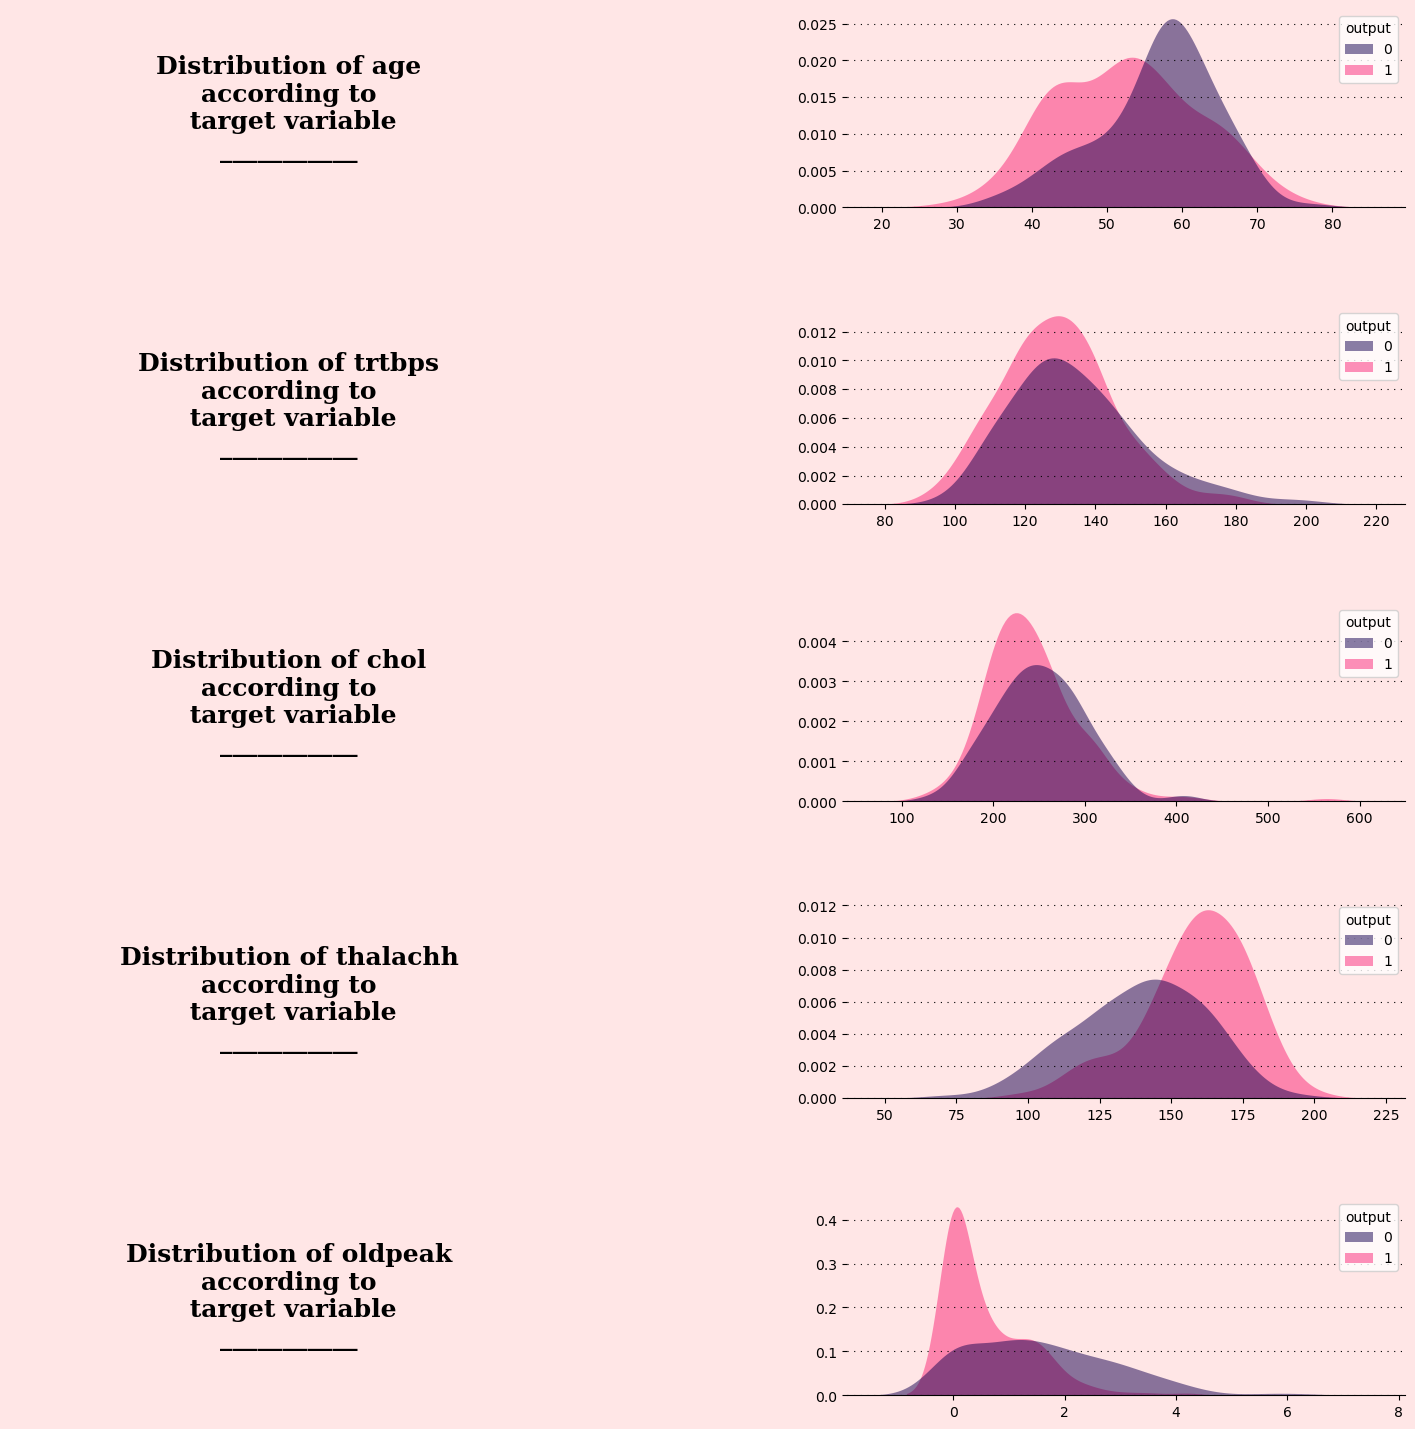 Distribution of age
according to
target variable
___________
0.025
0.020
0.015
0.010
0.005
0.000
20 30 40 50 60 70 80
output
0
1
Distribution of trtbps
according to
target variable
___________
0.012
0.010
0.008
0.006
0.004
0.002
0.000
80 100 120 140 160 180 200 220
output
0
1
Distribution of chol
according to
target variable
___________
0.004
0.003
0.002
0.001
0.000
100 200 300 400 500 600
output
0
1
Distribution of thalachh
according to
target variable
___________
0.012
0.010
0.008
0.006
0.004
0.002
0.000
50 75 100 125 150 175 200 225
output
0
1
Distribution of oldpeak
according to
target variable
___________
0.4
0.3
0.2
0.1
0.0
0 2 4 6 8
output
0
1